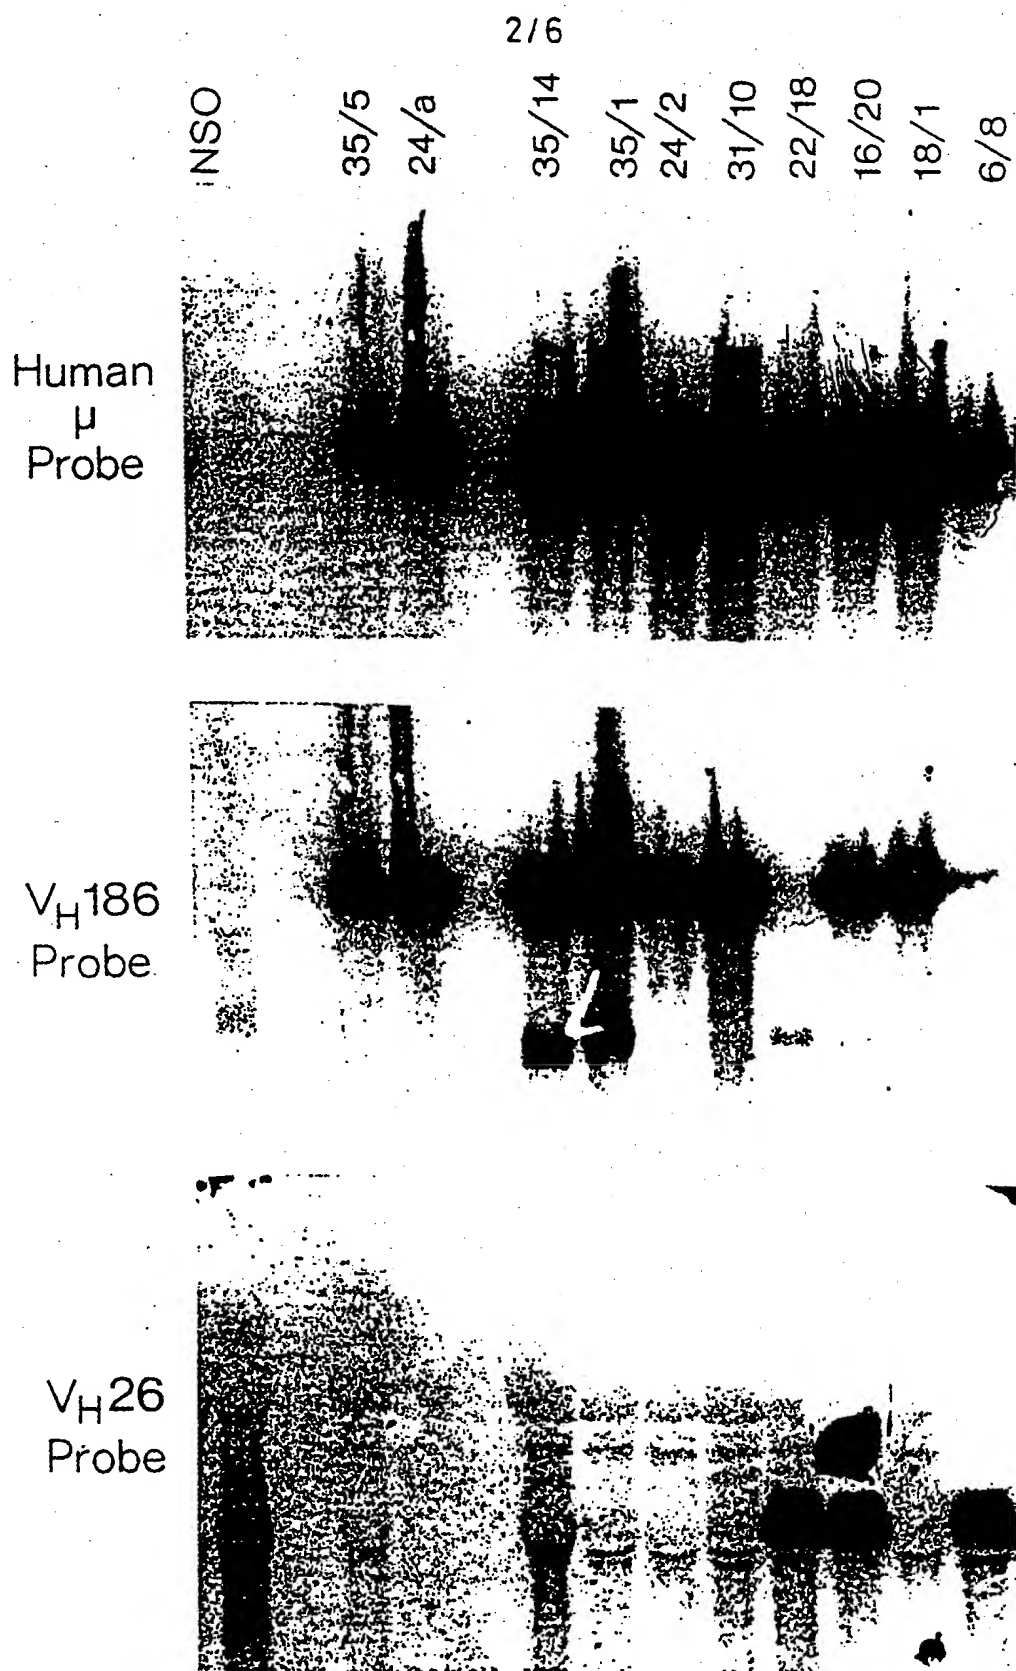 2/6
NSO
35/5
24/a
35/14
35/1
24/2
31/10
22/18
16/20
18/1
6/8
Human
μ
Probe
VH186
Probe
VH26
Probe